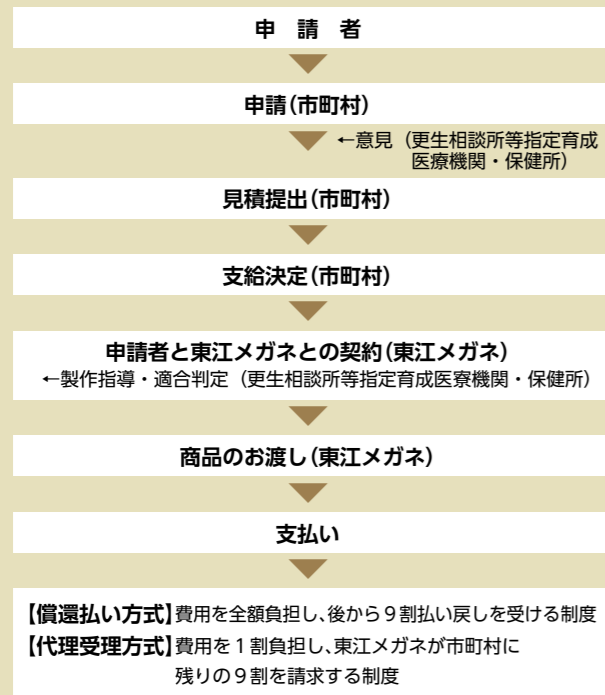 申　請　者
申請（市町村）
←意見（更生相談所等指定育成
医療機関・保健所）
見積提出（市町村）
支給決定（市町村）
申請者と東江メガネとの契約（東江メガネ）
←製作指導・適合判定（更生相談所等指定育成医療機関・保健所）
商品のお渡し（東江メガネ）
支払い
【償還払い方式】費用を全額負担し、後から９割払い戻しを受ける制度
【代理受理方式】費用を１割負担し、東江メガネが市町村に
残りの９割を請求する制度